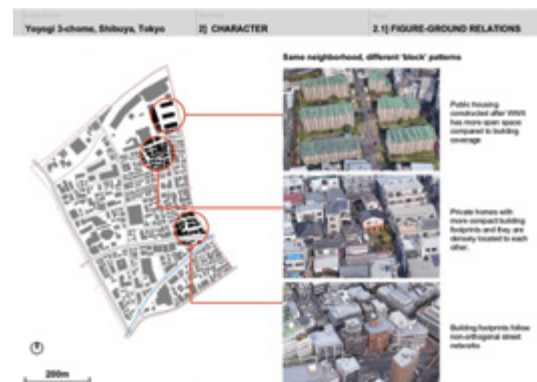 Yoyogi 3-chome, Shibuya, Tokyo
2] CHARACTER
2.1] FIGURE-GROUND RELATIONS
Same neighborhood, different 'block' patterns
Public housing
constructed after WWII
has more open space
compared to building
coverage
Private homes with
more compact building
footprints and they are
densely located to each
other.
Building footprints follow
non-orthogonal street
networks
200m